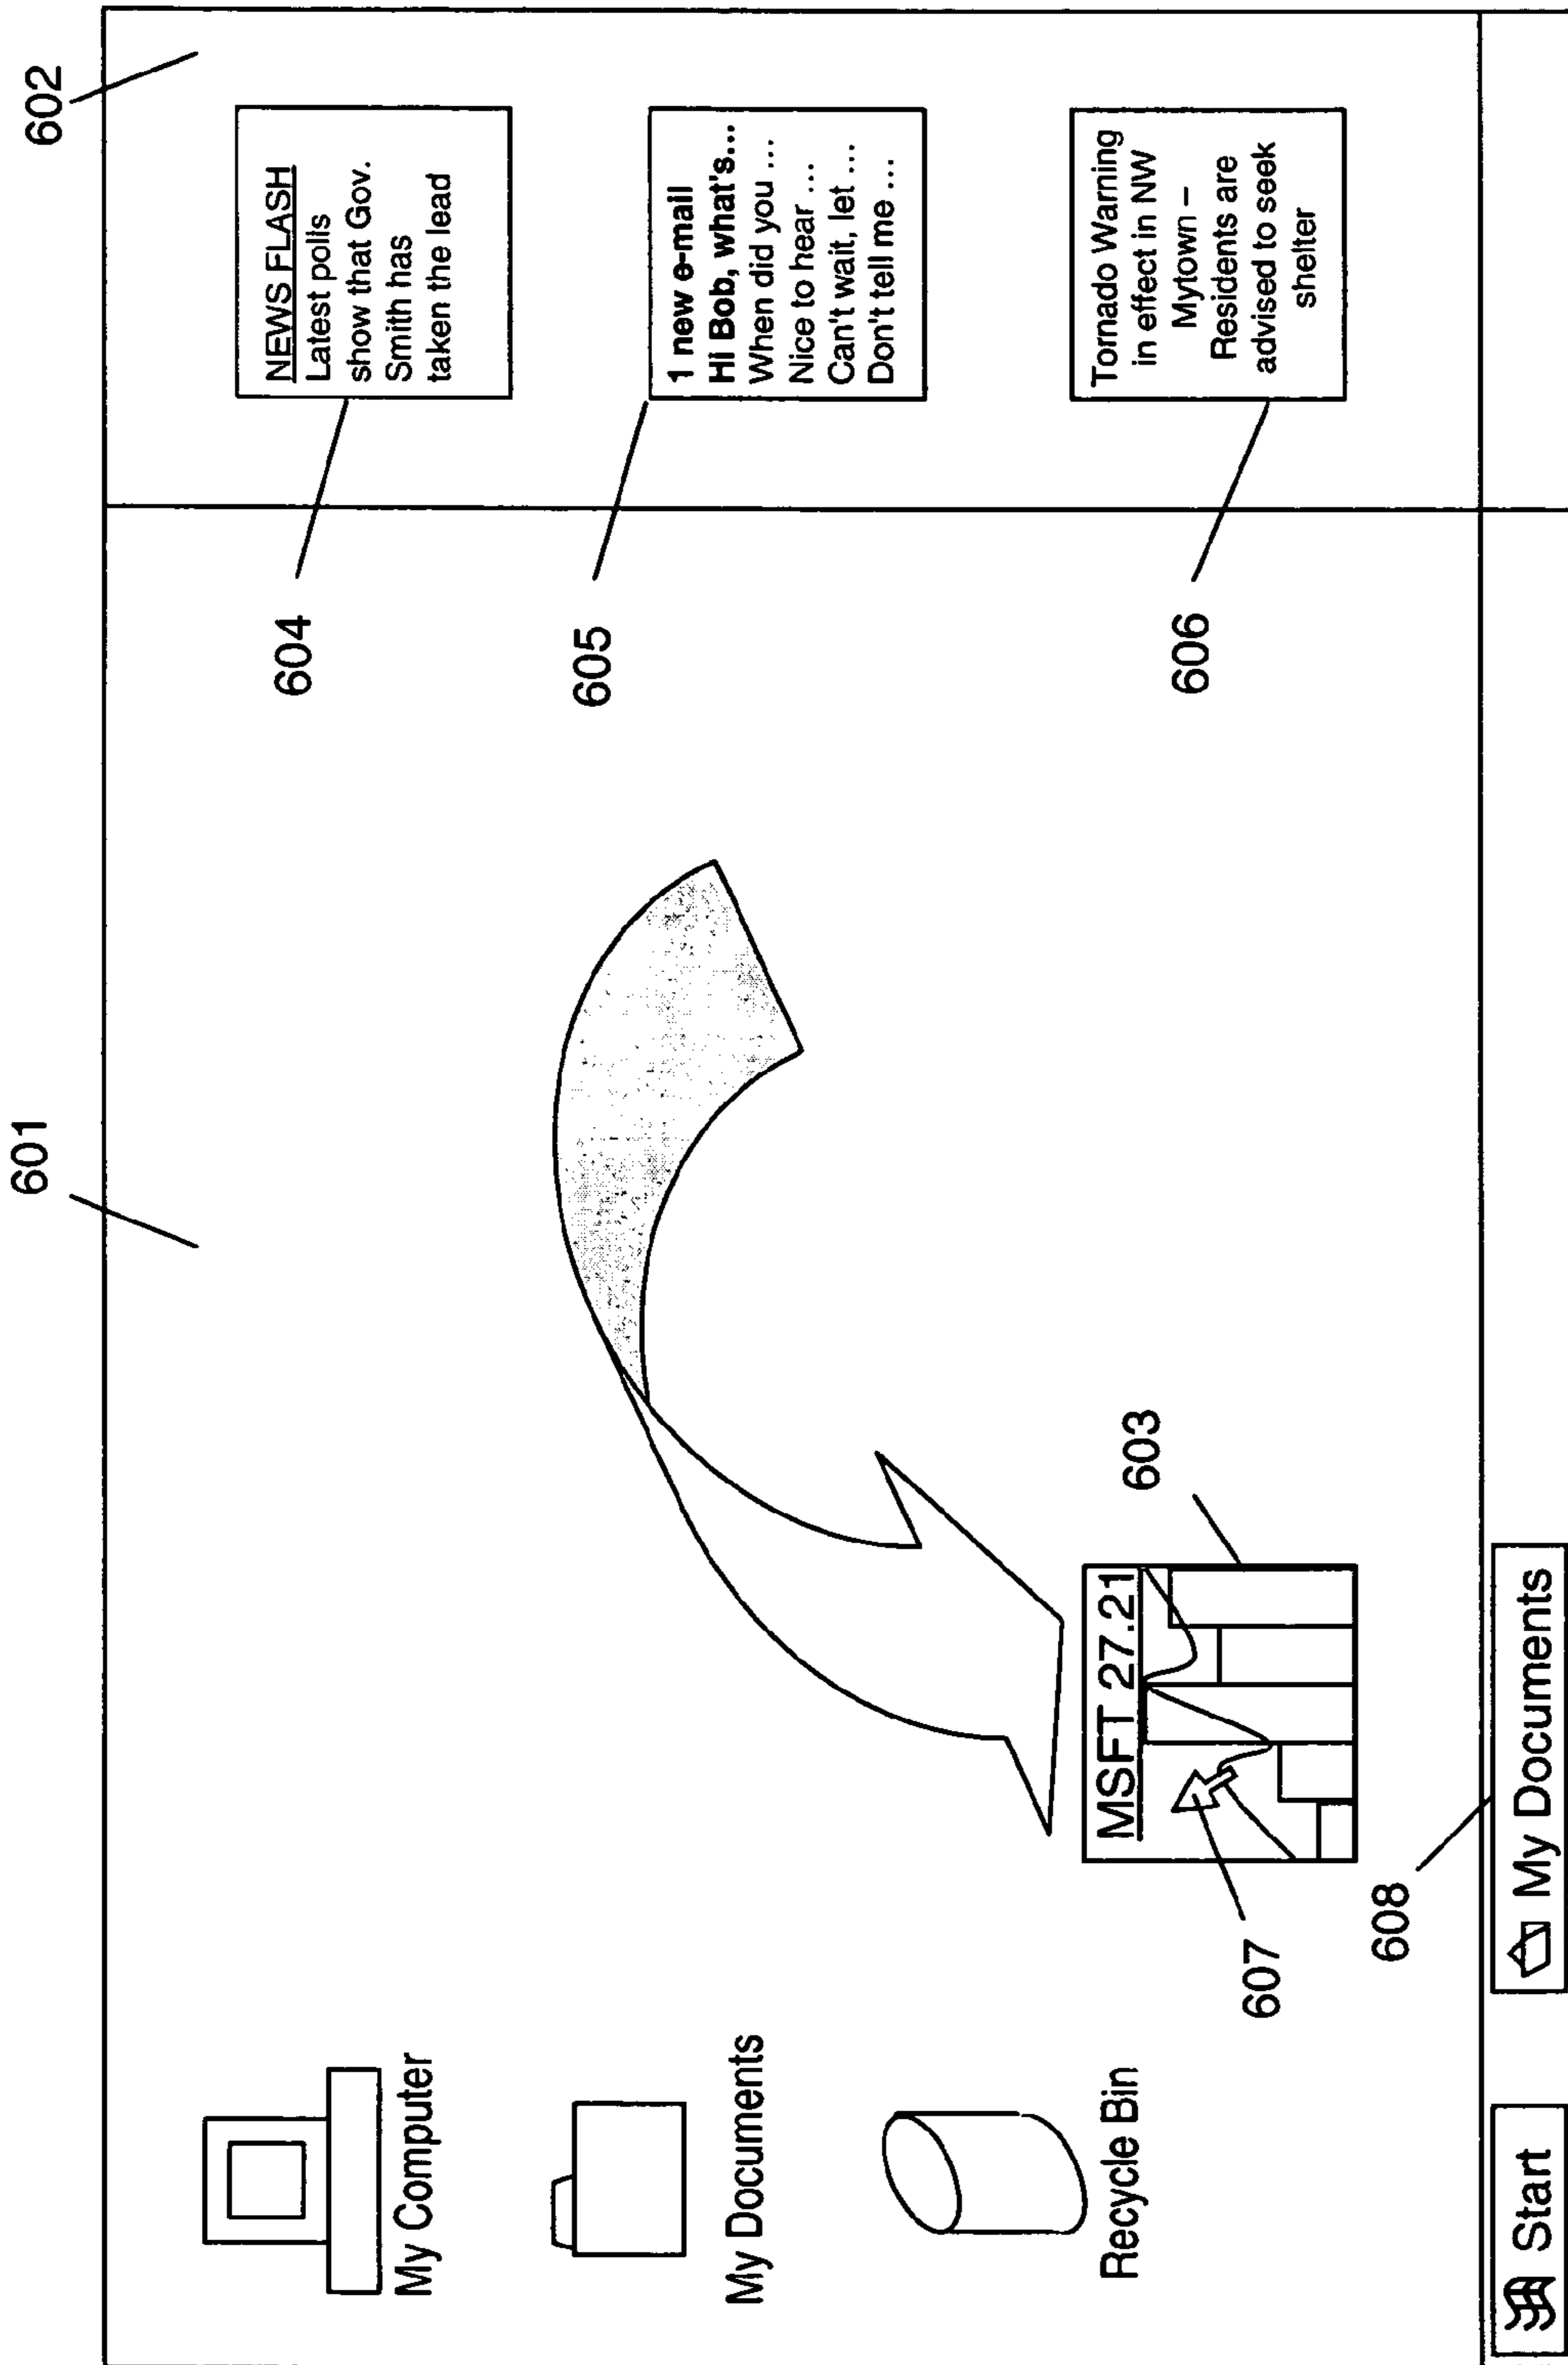 601
602
My Computer
My Documents
Recycle Bin
604
NEWS FLASH
Latest polls
show that Gov.
Smith has
taken the lead
605
1 new e-mail
Hi Bob, what's...
When did you ...
Nice to hear ...
Can't wait, let ...
Don't tell me ...
606
Tornado Warning
in effect in NW
Mytown –
Residents are
advised to seek
shelter
603
MSFT 27.21
607
608
Start
My Documents